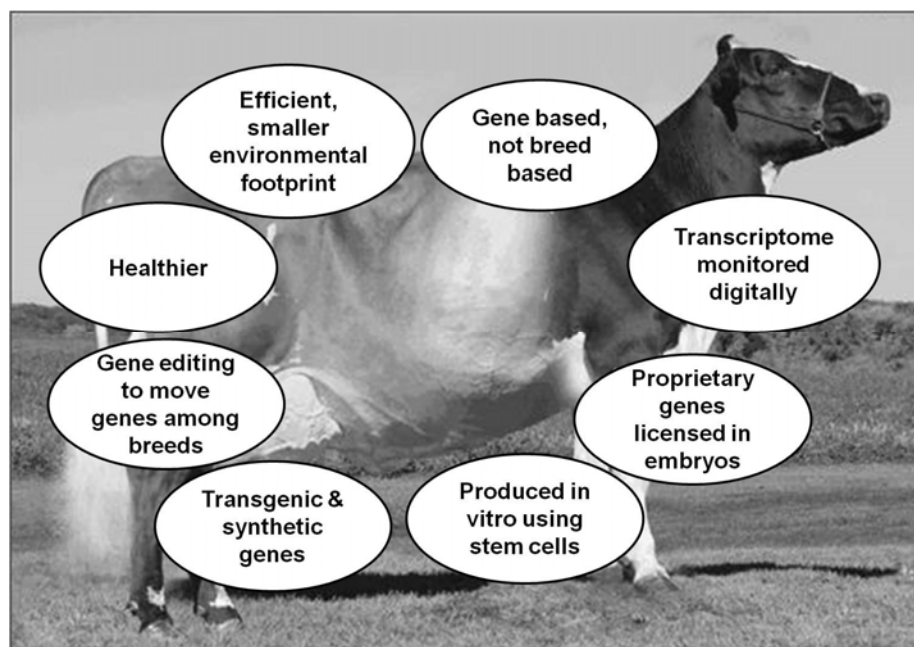 Efficient,
smaller
environmental
footprint
Gene based,
not breed
based
Healthier
Transcriptome
monitored
digitally
Gene editing
to move
genes among
breeds
Proprietary
genes
licensed in
embryos
Transgenic &
synthetic
genes
Produced in
vitro using
stem cells